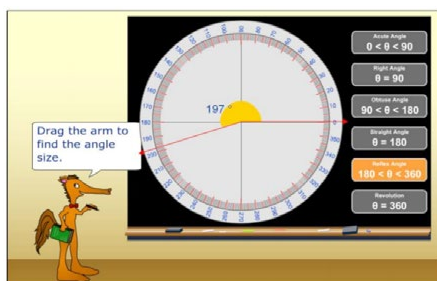 Acute Angle
0 < θ < 90
Right Angle
θ = 90
197 °
Obtuse Angle
90 < θ < 180
Straight Angle
θ = 180
Drag the arm to
find the angle
size.
Reflex Angle
180 < θ < 360
Revolution
θ = 360